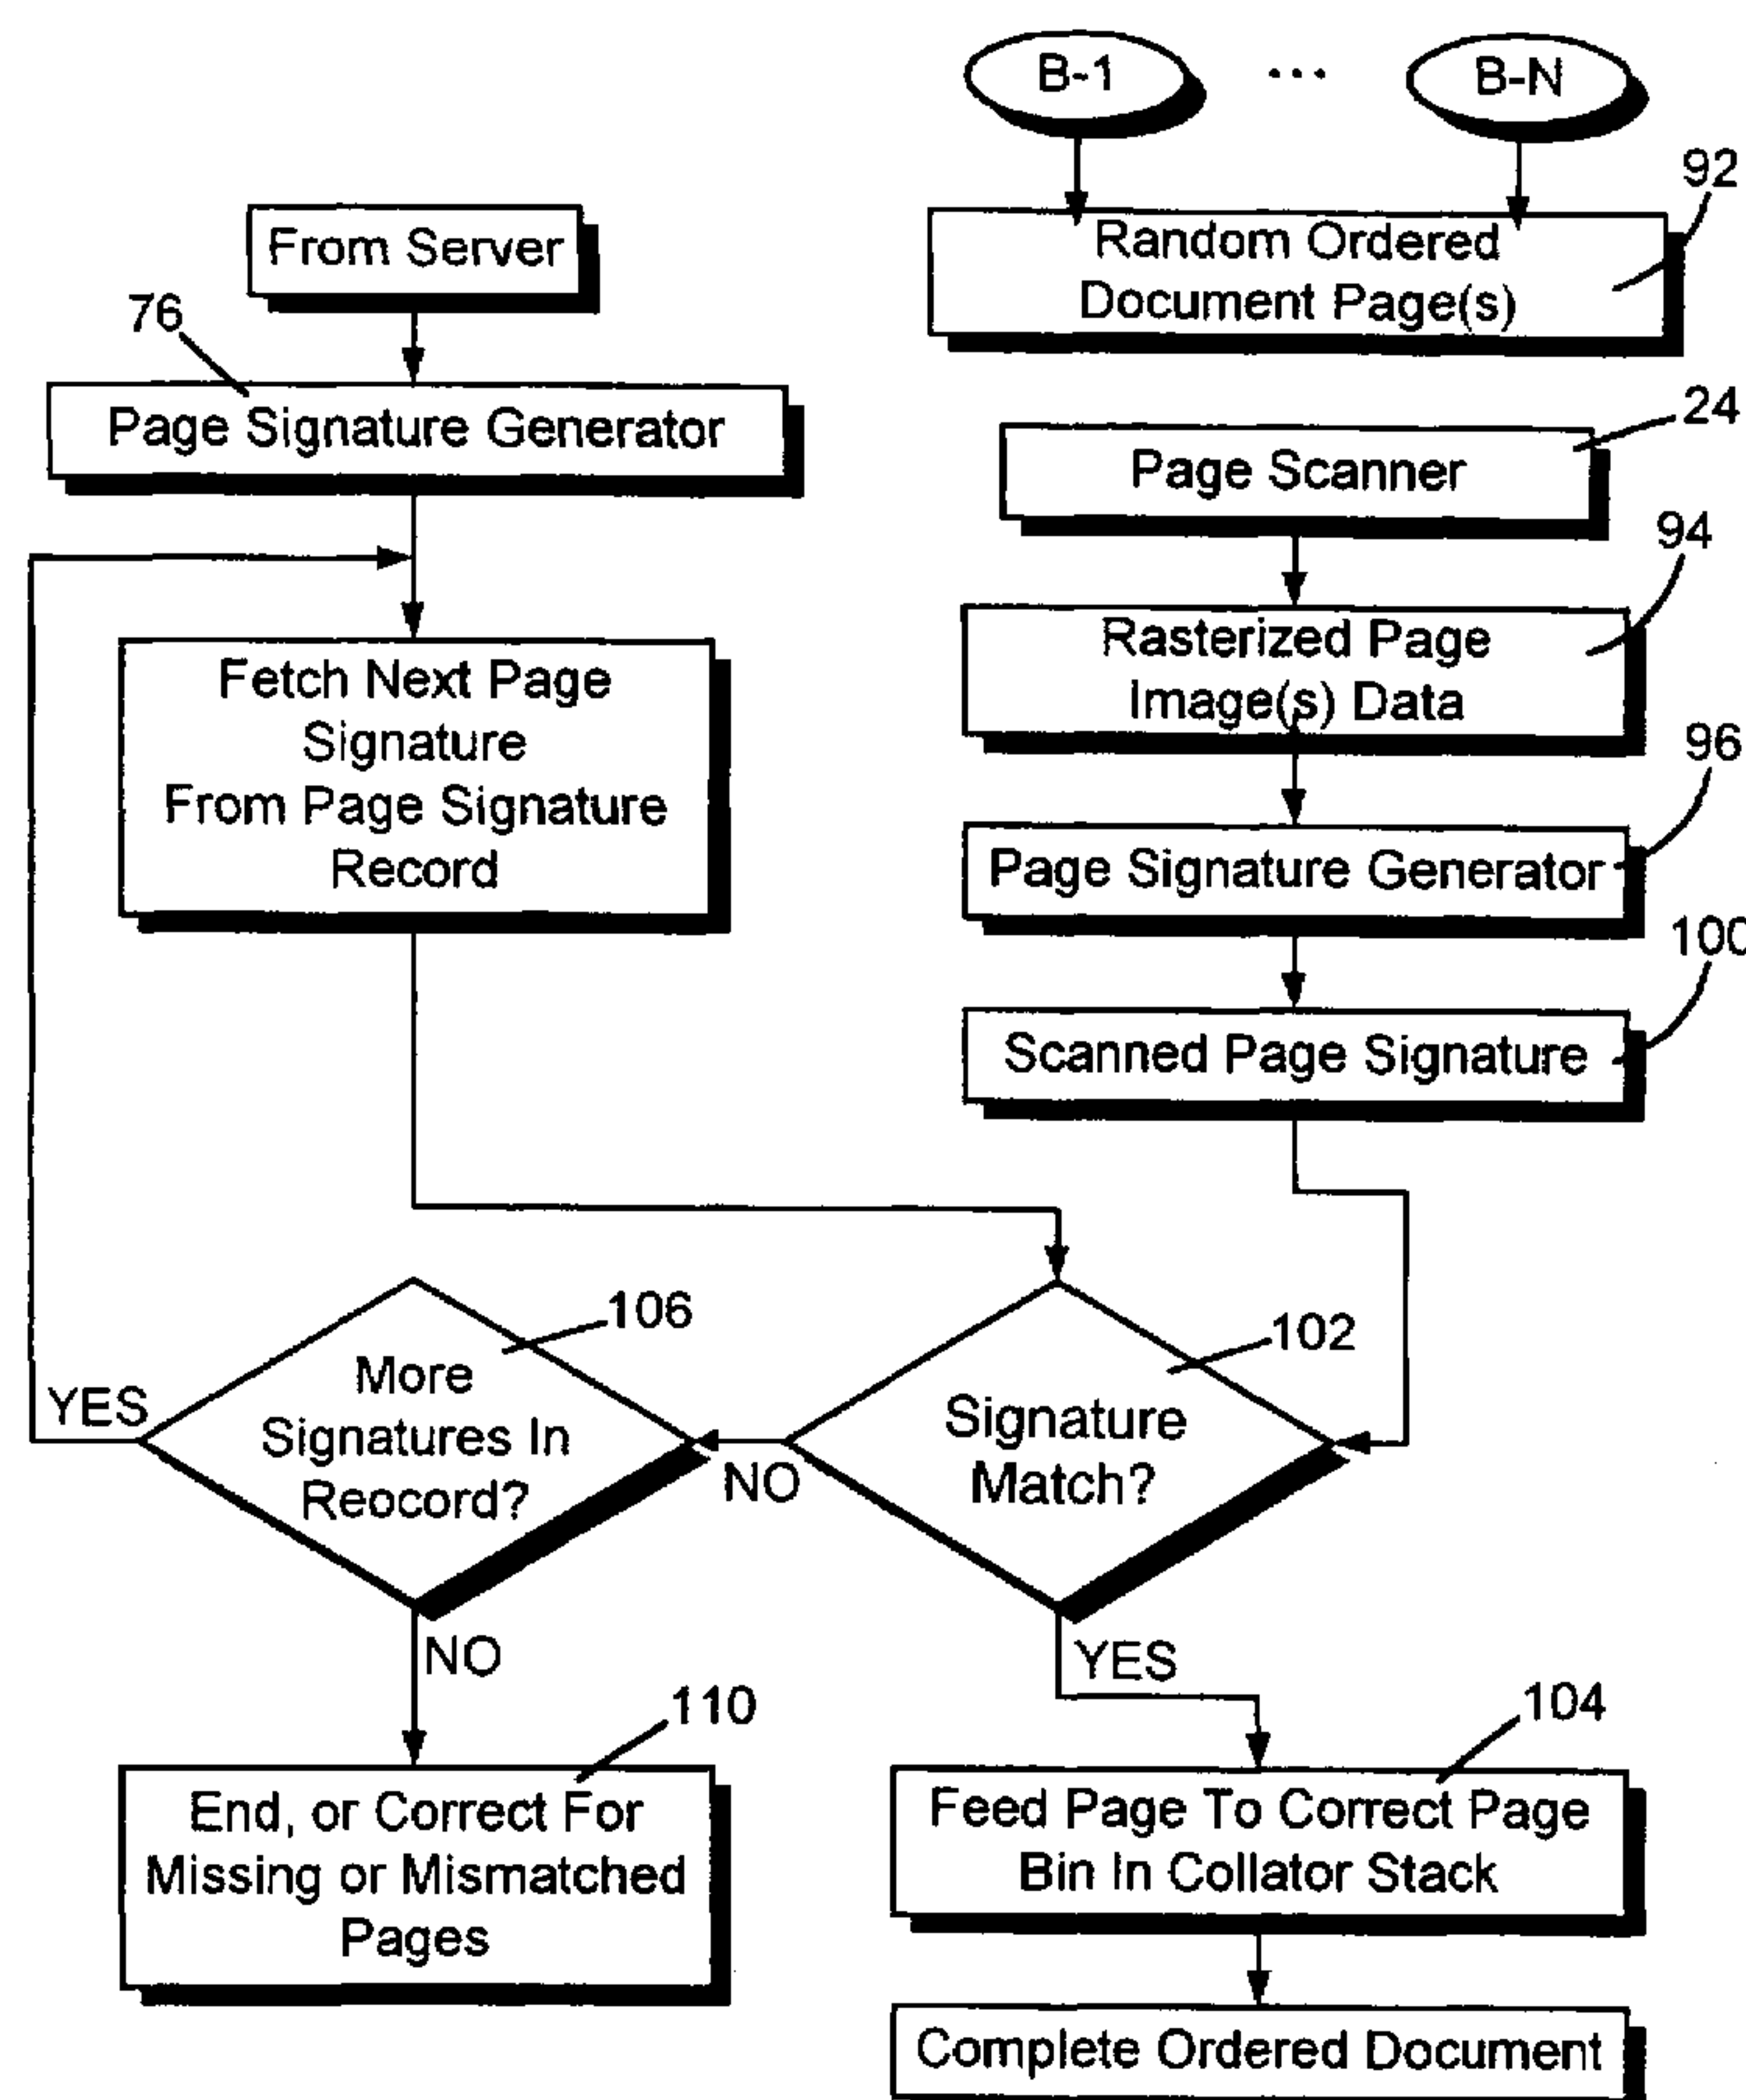 B-1 ... B-N
92
Random Ordered
Document Page(s)
From Server
76
Page Signature Generator
24
Page Scanner
94
Rasterized Page
Image(s) Data
Fetch Next Page
Signature
From Page Signature
Record
96
Page Signature Generator
100
Scanned Page Signature
106
More
Signatures In
Reocord?
YES
NO
102
Signature
Match?
NO
YES
110
End, or Correct For
Missing or Mismatched
Pages
104
Feed Page To Correct Page
Bin In Collator Stack
Complete Ordered Document